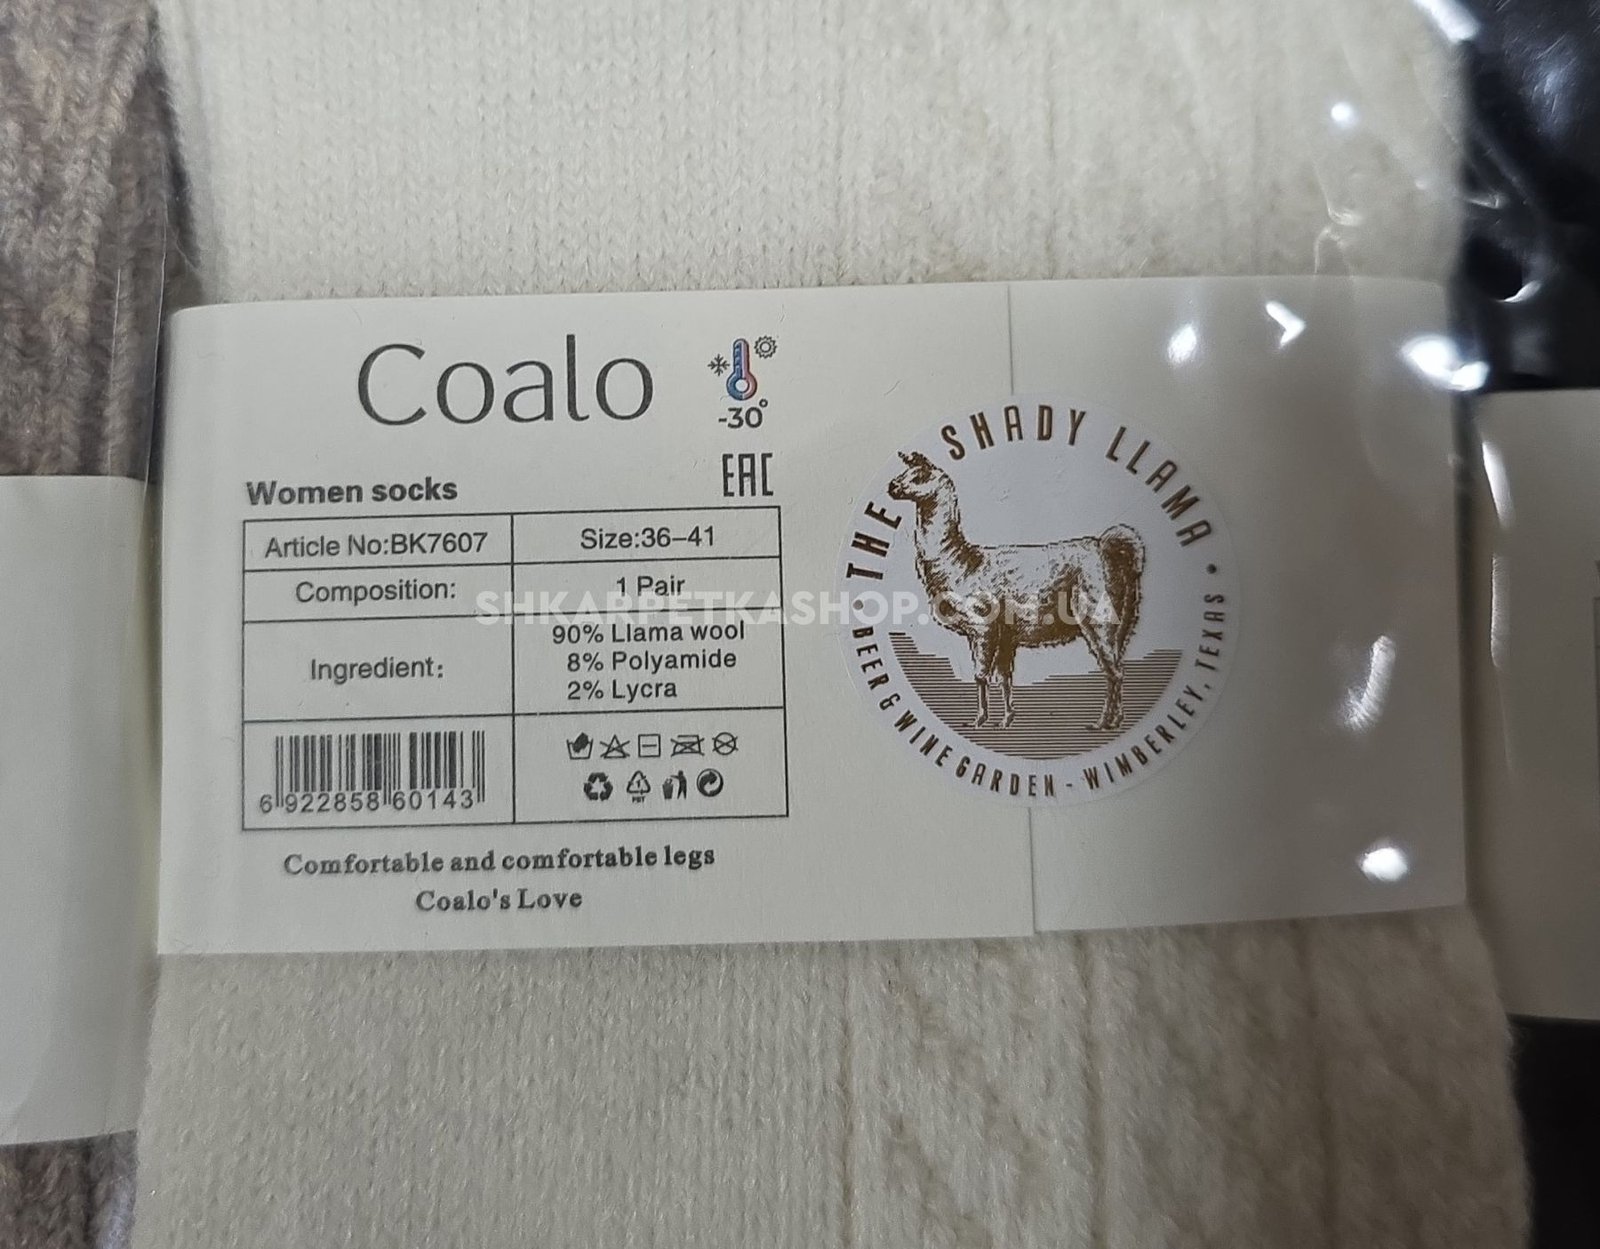 Coalo
-30°
EAC
Women socks
Article No:BK7607
Size:36–41
Composition:
1 Pair
Ingredient:
90% Llama wool
8% Polyamide
2% Lycra
6 922858 60143
Comfortable and comfortable legs
Coalo's Love
• THE SHADY LLAMA •
BEER & WINE GARDEN - WIMBERLEY, TEXAS
SHKARPETKASHOP.COM.UA